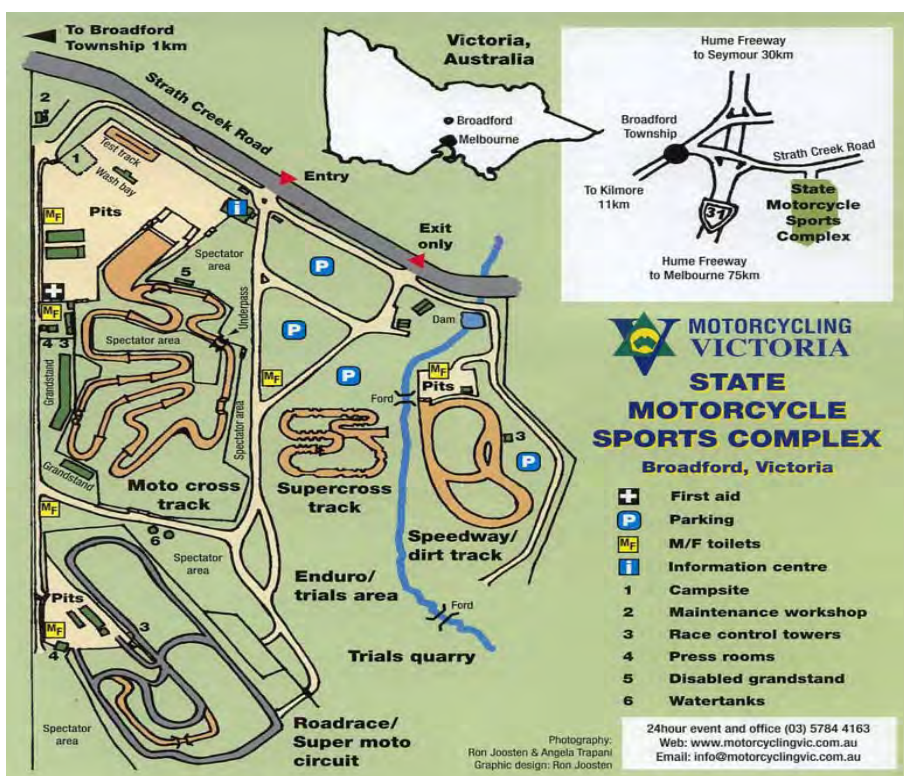 To Broadford
Township 1km
Strath Creek Road
Victoria,
Australia
Broadford
Melbourne
Hume Freeway
to Seymour 30km
Broadford
Township
Strath Creek Road
To Kilmore
11km
31
State
Motorcycle
Sports
Complex
Hume Freeway
to Melbourne 75km
2
1
Test track
Wash bay
Entry
Pits
MF
i
Exit
only
Spectator
area
P
5
Underpass
MF
4 3
Spectator area
P
Dam
Grandstand
MF
P
MF
Pits
Ford
Spectator area
3
P
Grandstand
Moto cross
track
Supercross
track
Speedway/
dirt track
MF
6
Spectator
area
Enduro/
trials area
Ford
Pits
MF
3
4
Trials quarry
Spectator
area
Roadrace/
Super moto
circuit
MOTORCYCLING
VICTORIA
STATE
MOTORCYCLE
SPORTS COMPLEX
Broadford, Victoria
First aid
P Parking
MF M/F toilets
i Information centre
1 Campsite
2 Maintenance workshop
3 Race control towers
4 Press rooms
5 Disabled grandstand
6 Watertanks
Photography:
Ron Joosten & Angela Trapani
Graphic design: Ron Joosten
24hour event and office (03) 5784 4163
Web: www.motorcyclingvic.com.au
Email: info@motorcyclingvic.com.au